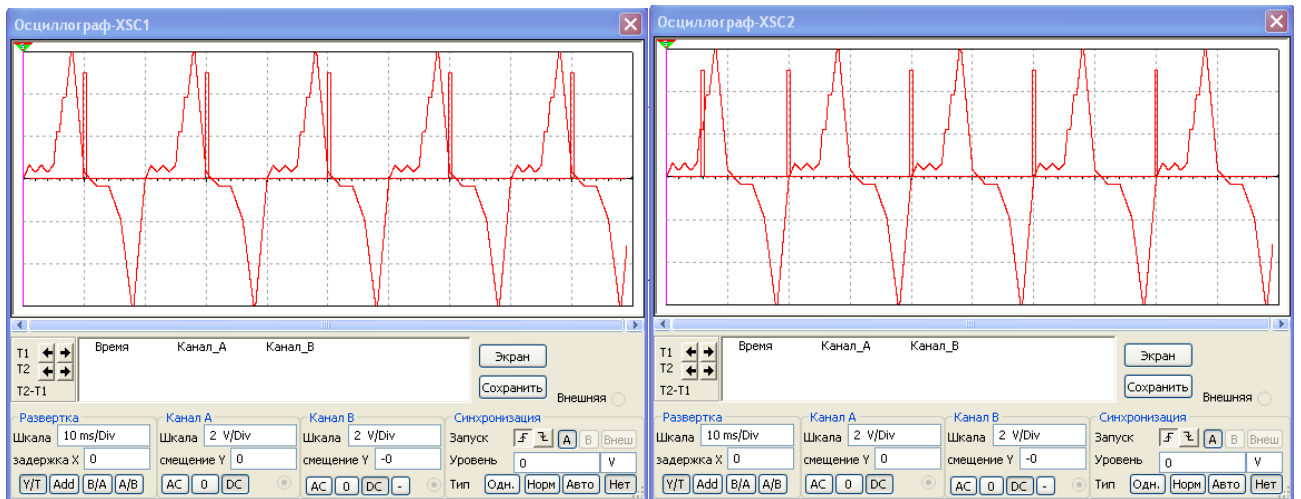 Осциллограф-XSC1
T1
T2
T2-T1
Время Канал_A Канал_B
Экран
Сохранить
Внешняя
Развертка
Шкала 10 ms/Div
задержка X 0
Y/T Add B/A A/B
Канал A
Шкала 2 V/Div
смещение Y 0
AC 0 DC
Канал B
Шкала 2 V/Div
смещение Y -0
AC 0 DC -
Синхронизация
Запуск A B Внеш
Уровень 0 V
Тип Одн. Норм Авто Нет
Осциллограф-XSC2
T1
T2
T2-T1
Время Канал_A Канал_B
Экран
Сохранить
Внешняя
Развертка
Шкала 10 ms/Div
задержка X 0
Y/T Add B/A A/B
Канал A
Шкала 2 V/Div
смещение Y 0
AC 0 DC
Канал B
Шкала 2 V/Div
смещение Y -0
AC 0 DC -
Синхронизация
Запуск A B Внеш
Уровень 0 V
Тип Одн. Норм Авто Нет